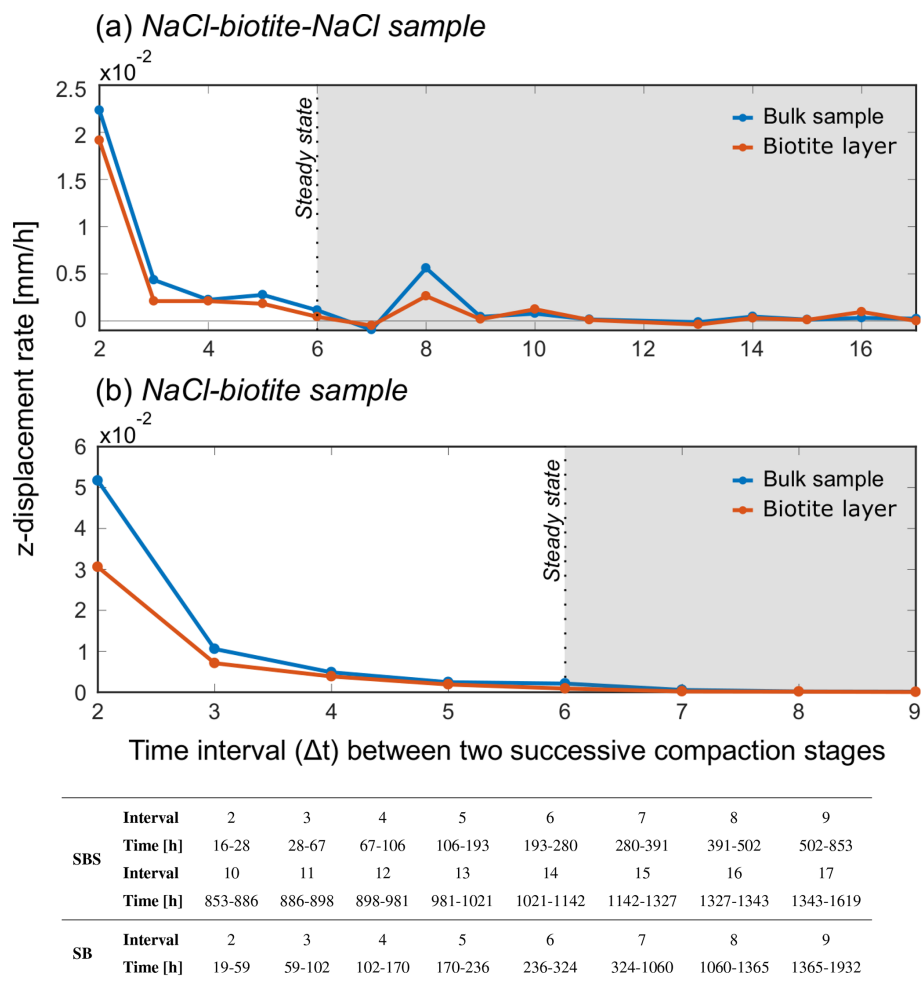 (a) NaCl-biotite-NaCl sample
x10⁻²
2.5
2
1.5
1
0.5
0
Steady state
Bulk sample
Biotite layer
2 4 6 8 10 12 14 16
z-displacement rate [mm/h]
(b) NaCl-biotite sample
x10⁻²
6
5
4
3
2
1
0
Steady state
Bulk sample
Biotite layer
2 3 4 5 6 7 8 9
Time interval (Δt) between two successive compaction stages
SBS
Interval 2 3 4 5 6 7 8 9
Time [h] 16-28 28-67 67-106 106-193 193-280 280-391 391-502 502-853
Interval 10 11 12 13 14 15 16 17
Time [h] 853-886 886-898 898-981 981-1021 1021-1142 1142-1327 1327-1343 1343-1619
SB
Interval 2 3 4 5 6 7 8 9
Time [h] 19-59 59-102 102-170 170-236 236-324 324-1060 1060-1365 1365-1932